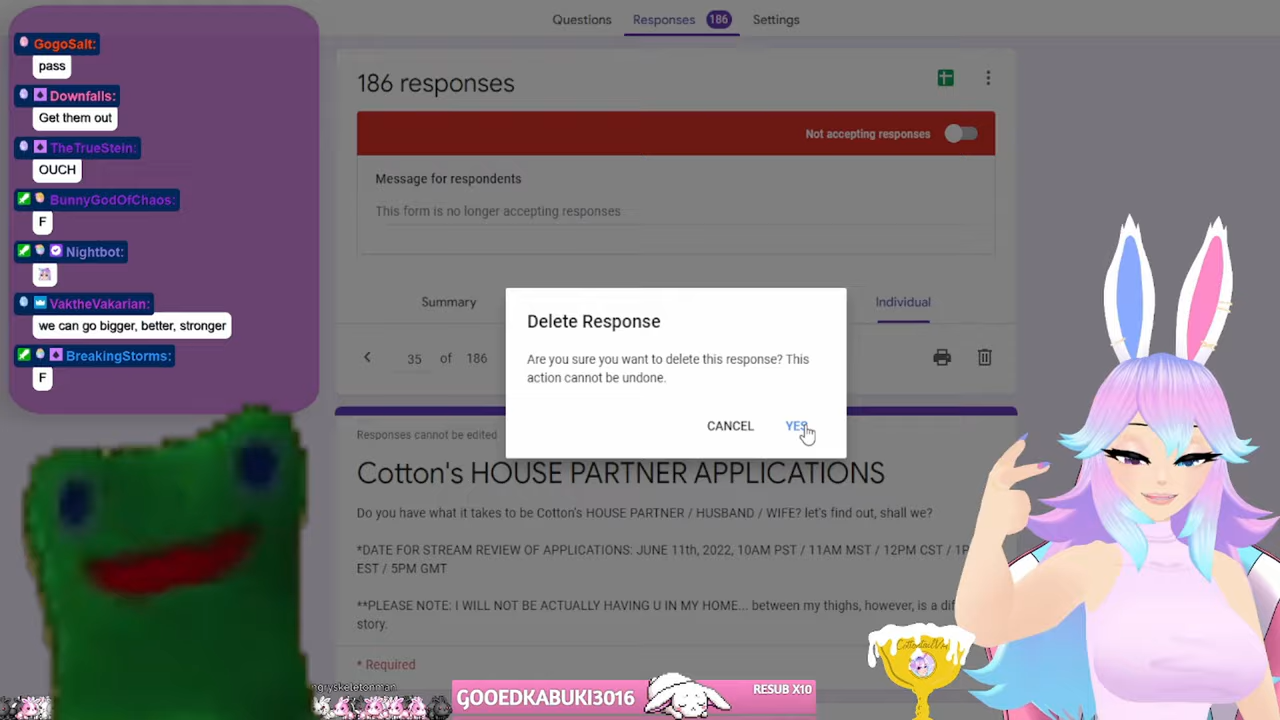 GogoSalt:
pass
Downfalls:
Get them out
TheTrueStein:
OUCH
BunnyGodOfChaos:
F
Nightbot:
VaktheVakarian:
we can go bigger, better, stronger
BreakingStorms:
F
Questions
Responses
186
Settings
186 responses
Not accepting responses
Message for respondents
This form is no longer accepting responses
Summary
Individual
35 of 186
Delete Response
Are you sure you want to delete this response? This
action cannot be undone.
CANCEL
YES
Responses cannot be edited
Cotton's HOUSE PARTNER APPLICATIONS
Do you have what it takes to be Cotton's HOUSE PARTNER / HUSBAND / WIFE? let's find out, shall we?
*DATE FOR STREAM REVIEW OF APPLICATIONS: JUNE 11th, 2022, 10AM PST / 11AM MST / 12PM CST /
EST / 5PM GMT
**PLEASE NOTE: I WILL NOT BE ACTUALLY HAVING U IN MY HOME... between my thighs, however, is a
story.
* Required
GOOEDKABUKI3016
RESUB X10